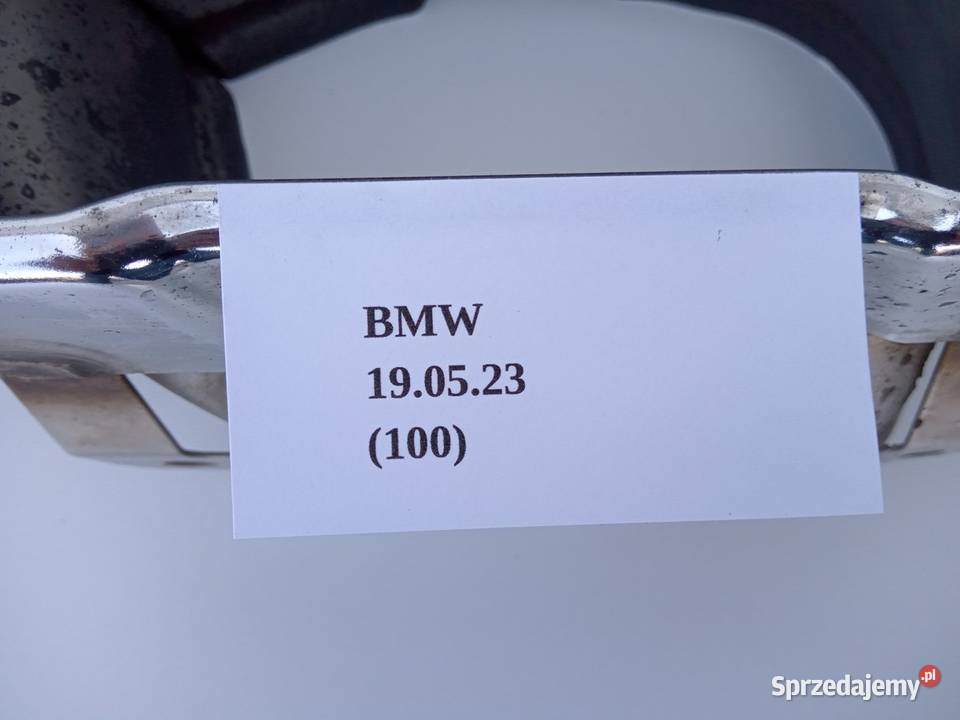 BMW
19.05.23
(100)
Sprzedajemy.pl